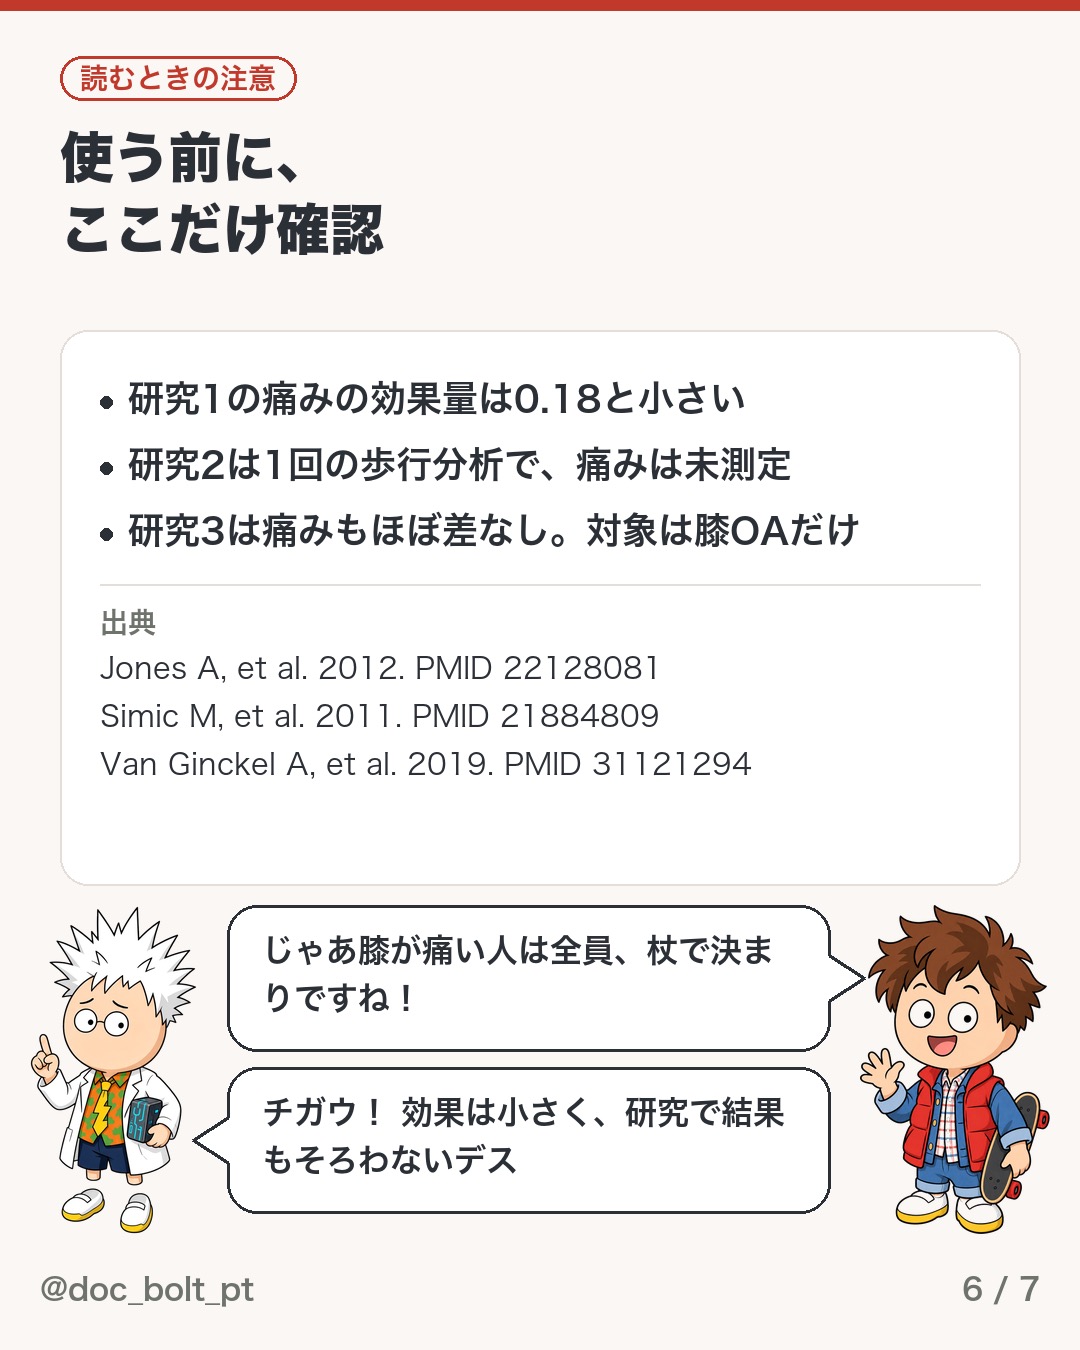 読むときの注意
使う前に、
ここだけ確認
• 研究1の痛みの効果量は0.18と小さい
• 研究2は1回の歩行分析で、痛みは未測定
• 研究3は痛みもほぼ差なし。対象は膝OAだけ
出典
Jones A, et al. 2012. PMID 22128081
Simic M, et al. 2011. PMID 21884809
Van Ginckel A, et al. 2019. PMID 31121294
じゃあ膝が痛い人は全員、杖で決ま
りですね！
チガウ！ 効果は小さく、研究で結果
もそろわないデス
@doc_bolt_pt
6 / 7